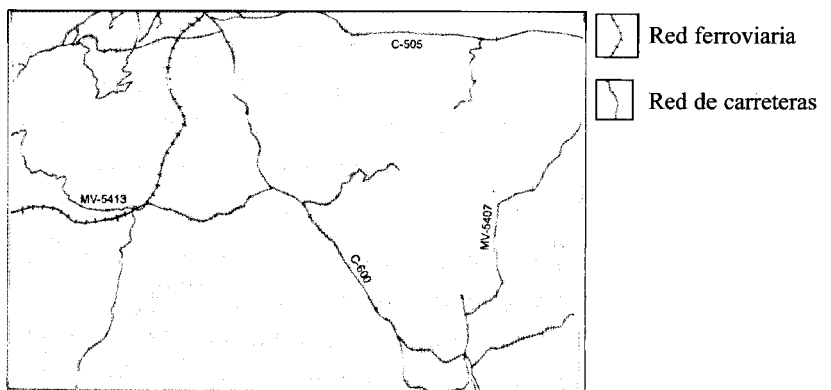 C-505
Red ferroviaria
Red de carreteras
MV-5413
MV-5407
C-600